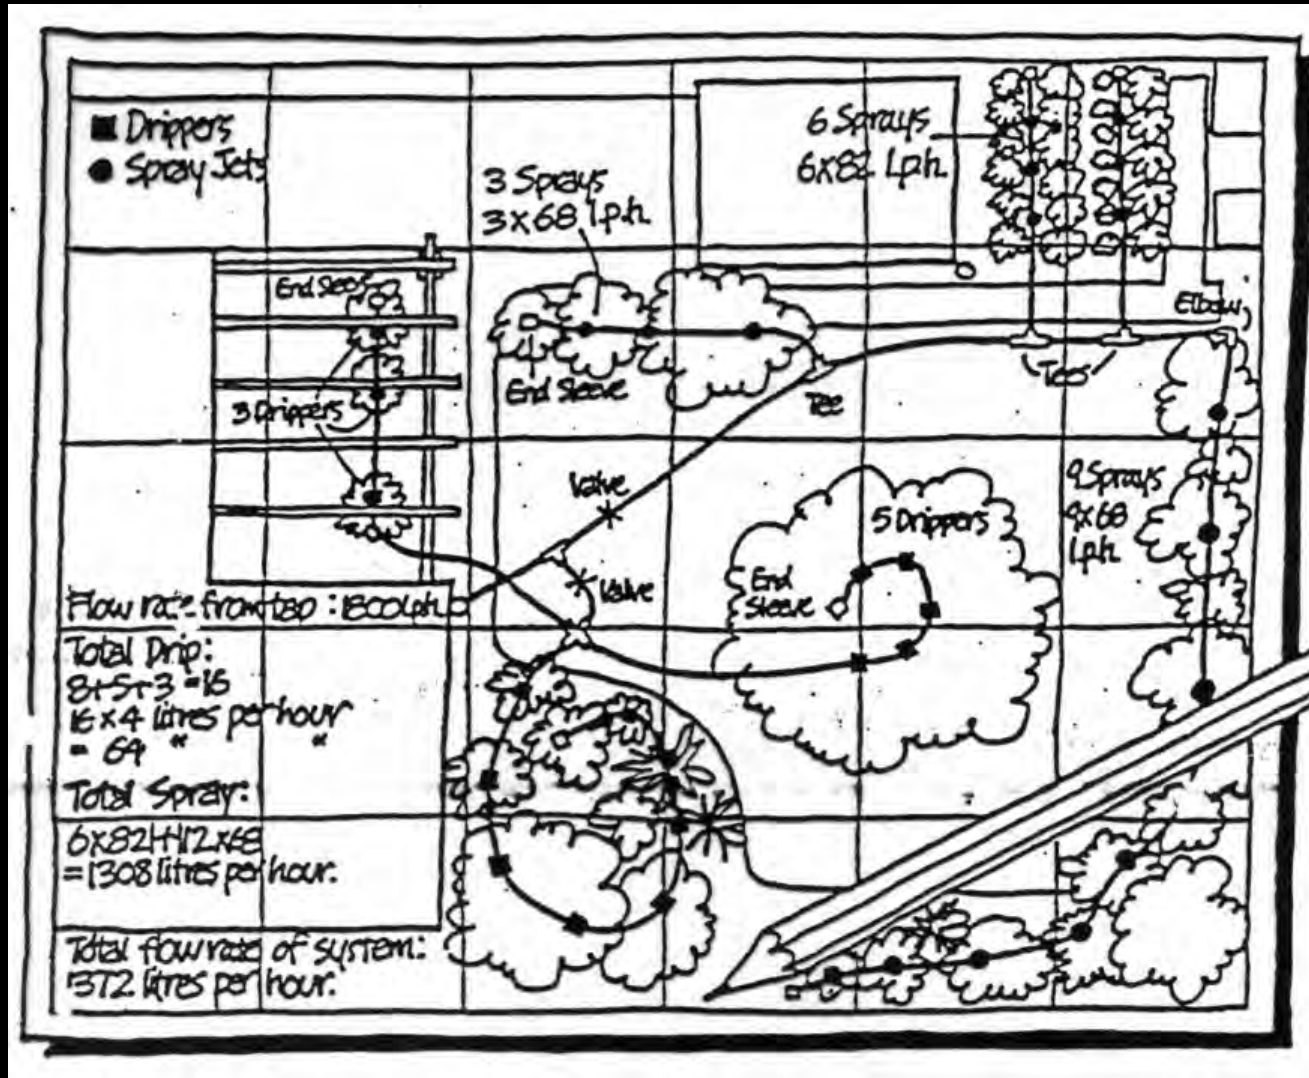 Drippers
Spray Jets
3 Sprays
3x68 l.p.h.
6 Sprays
6x82 l.p.h.
End Sleeve
3 Drippers
End Sleeve
Tee
Tees
Elbow
Valve
Valve
5 Drippers
End
Sleeve
9 Sprays
9x68
l.p.h.
Flow rate from tap: 1800 lph
Total Drip:
8+5+3=16
16x4 litres per hour
= 64 " "
Total Spray:
6x82+12x68
=1308 litres per hour.
Total flow rate of system:
1372 litres per hour.